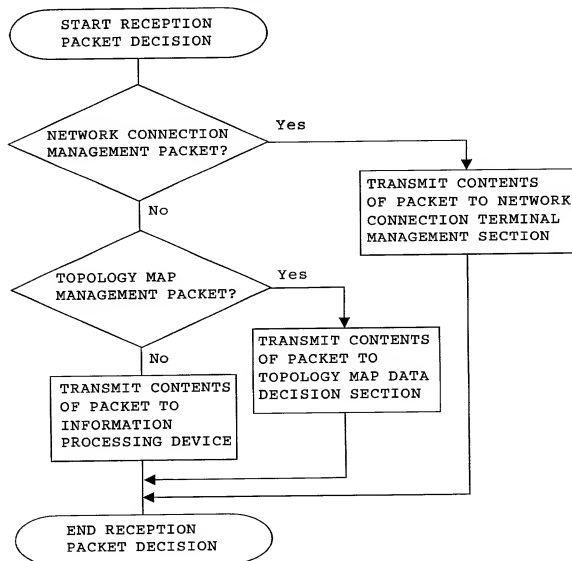 START RECEPTION
PACKET DECISION
NETWORK CONNECTION
MANAGEMENT PACKET?
Yes
TRANSMIT CONTENTS
OF PACKET TO NETWORK
CONNECTION TERMINAL
MANAGEMENT SECTION
No
TOPOLOGY MAP
MANAGEMENT PACKET?
Yes
TRANSMIT CONTENTS
OF PACKET TO
TOPOLOGY MAP DATA
DECISION SECTION
No
TRANSMIT CONTENTS
OF PACKET TO
INFORMATION
PROCESSING DEVICE
END RECEPTION
PACKET DECISION